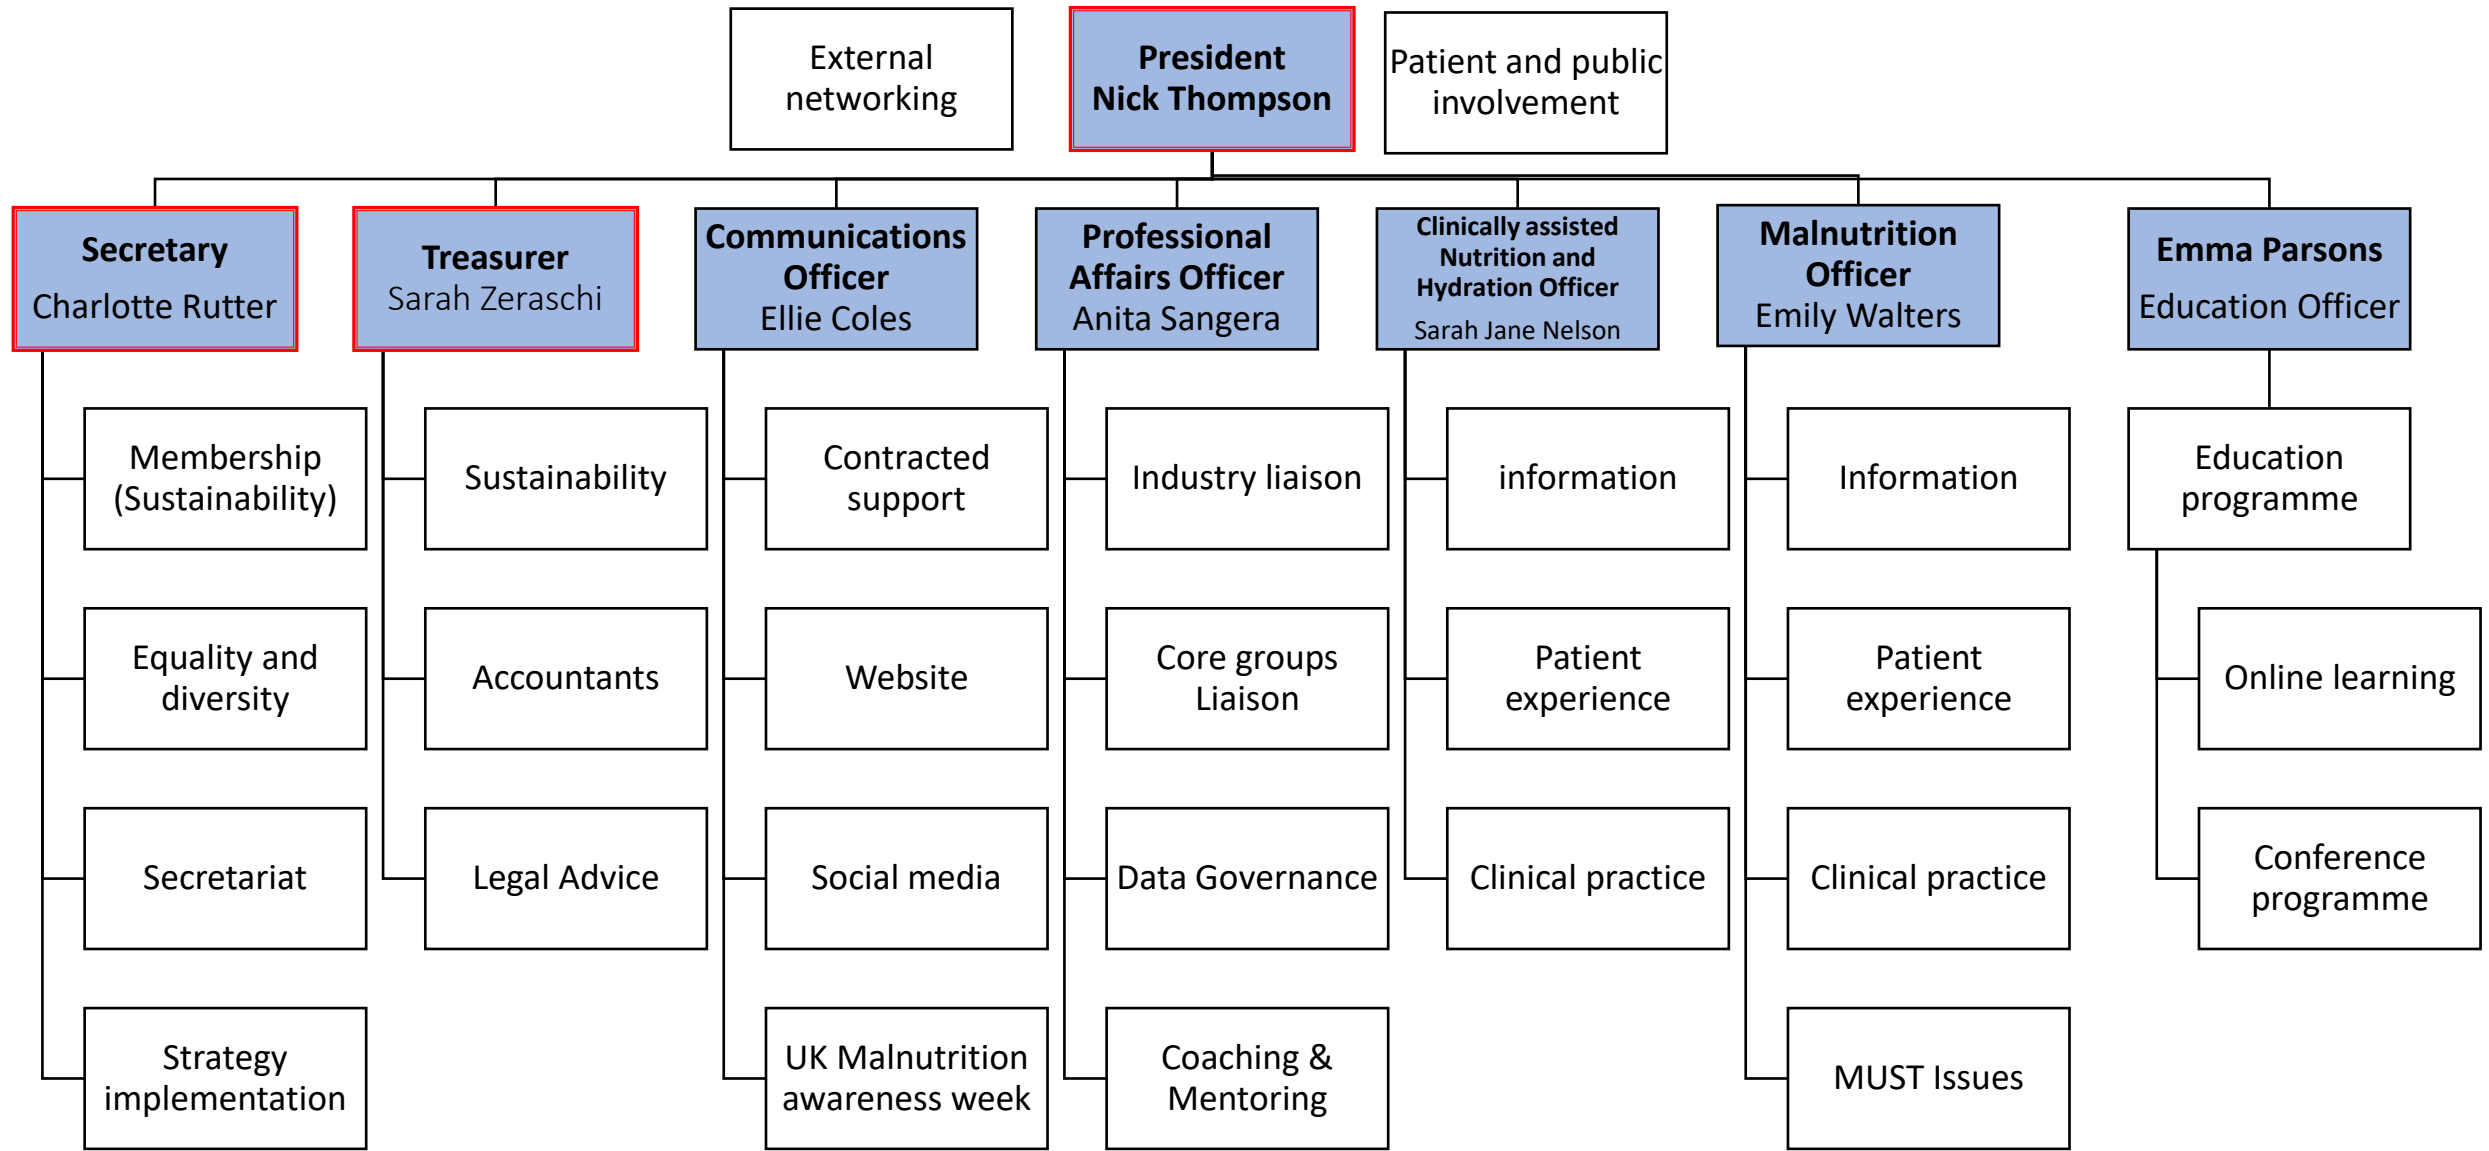 External
networking
President
Nick Thompson
Patient and public
involvement
Secretary
Charlotte Rutter
Treasurer
Sarah Zeraschi
Communications
Officer
Ellie Coles
Professional
Affairs Officer
Anita Sangera
Clinically assisted
Nutrition and
Hydration Officer
Sarah Jane Nelson
Malnutrition
Officer
Emily Walters
Emma Parsons
Education Officer
Membership
(Sustainability)
Sustainability
Contracted
support
Industry liaison
information
Information
Education
programme
Equality and
diversity
Accountants
Website
Core groups
Liaison
Patient
experience
Patient
experience
Online learning
Secretariat
Legal Advice
Social media
Data Governance
Clinical practice
Clinical practice
Conference
programme
Strategy
implementation
UK Malnutrition
awareness week
Coaching &
Mentoring
MUST Issues